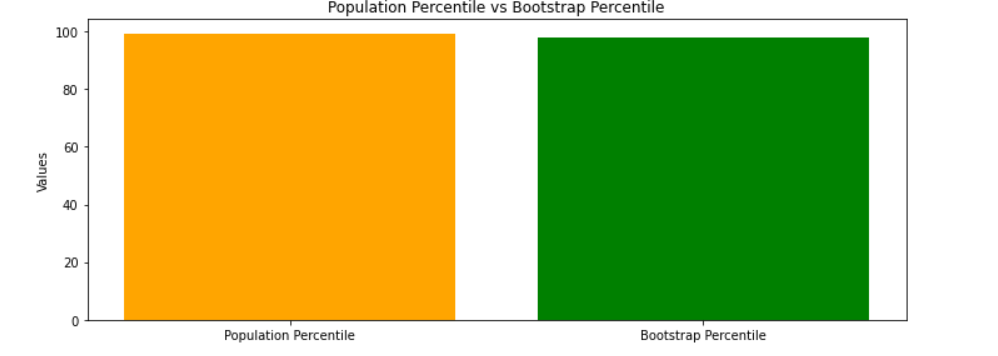 Population Percentile vs Bootstrap Percentile
100
80
60
40
20
0
Values
Population Percentile
Bootstrap Percentile